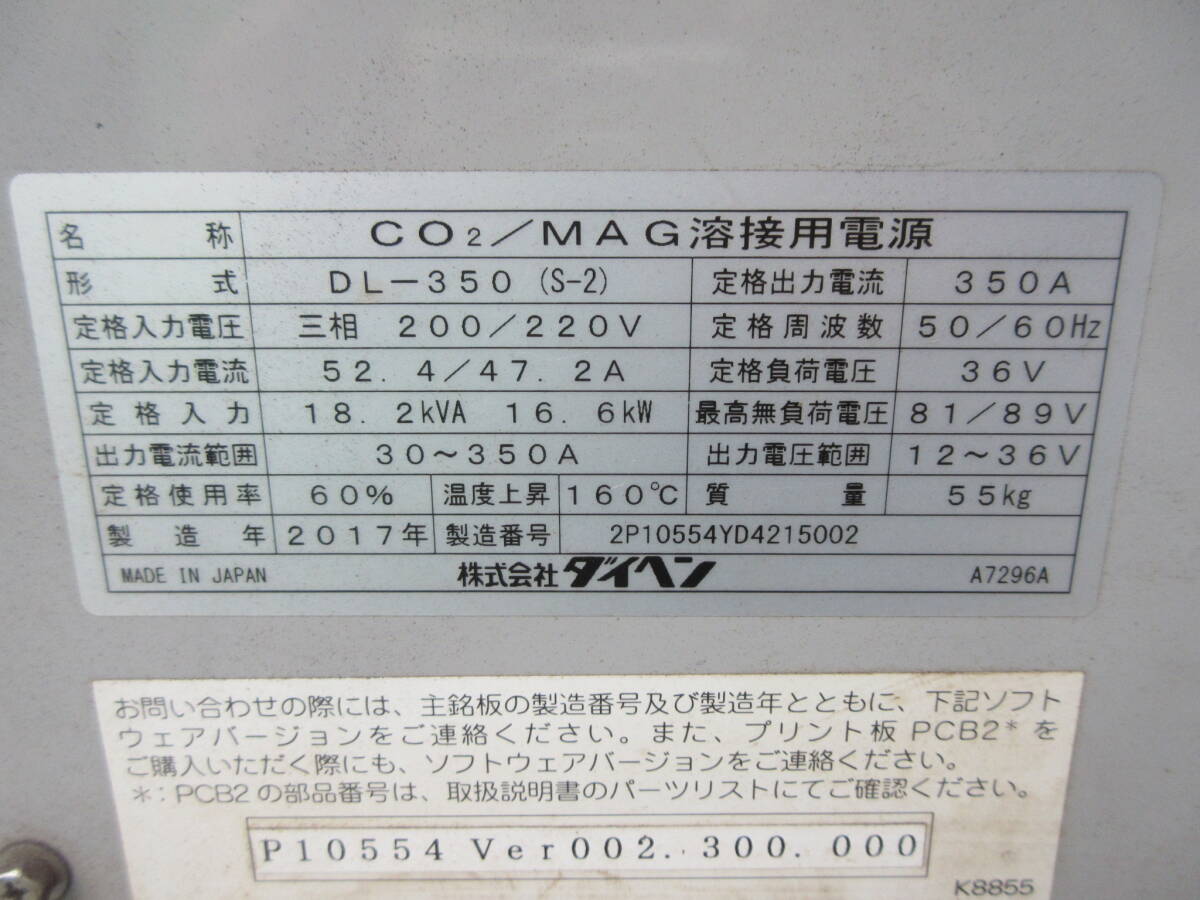 名 称 CO2/MAG溶接用電源
形 式 DL-350 (S-2) 定格出力電流 350A
定格入力電圧 三相 200/220V 定格周波数 50/60Hz
定格入力電流 52.4/47.2A 定格負荷電圧 36V
定格入力 18.2kVA 16.6kW 最高無負荷電圧 81/89V
出力電流範囲 30~350A 出力電圧範囲 12~36V
定格使用率 60% 温度上昇 160℃ 質 量 55kg
製造年 2017年 製造番号 2P10554YD4215002
MADE IN JAPAN 株式会社ダイヘン A7296A
お問い合わせの際には、主銘板の製造番号及び製造年とともに、下記ソフト
ウェアバージョンをご連絡ください。また、プリント板PCB2*を
ご購入いただく際にも、ソフトウェアバージョンをご連絡ください。
*:PCB2の部品番号は、取扱説明書のパーツリストにてご確認ください。
P10554 Ver002.300.000
K8855